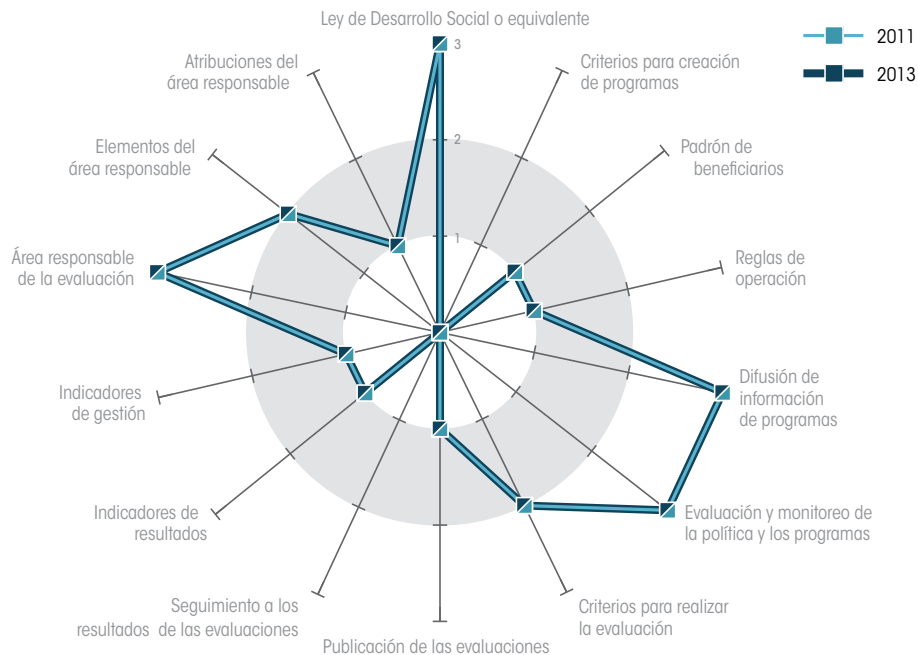 Ley de Desarrollo Social o equivalente
2011
2013
3
2
1
Criterios para creación
de programas
Padrón de
beneficiarios
Reglas de
operación
Difusión de
información
de programas
Evaluación y monitoreo de
la política y los programas
Criterios para realizar
la evaluación
Publicación de las evaluaciones
Seguimiento a los
resultados de las evaluaciones
Indicadores de
resultados
Indicadores
de gestión
Área responsable
de la evaluación
Elementos del
área responsable
Atribuciones del
área responsable